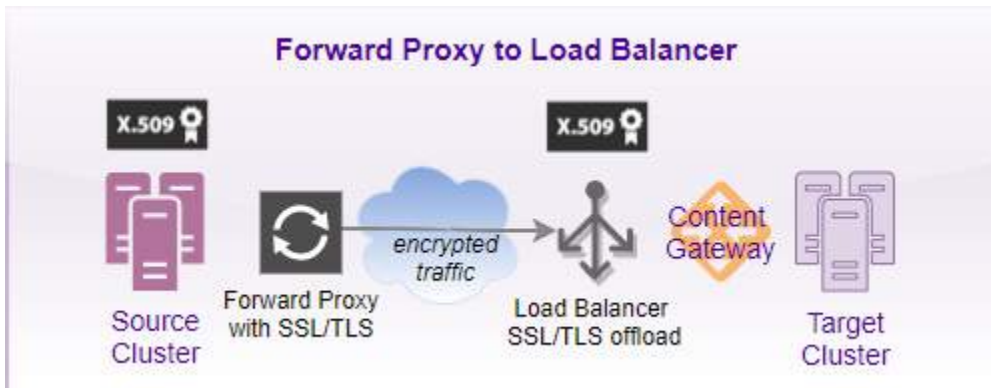 Forward Proxy to Load Balancer
X.509
X.509
encrypted
traffic
Content
Gateway
Forward Proxy
with SSL/TLS
Load Balancer
SSL/TLS offload
Source
Cluster
Target
Cluster